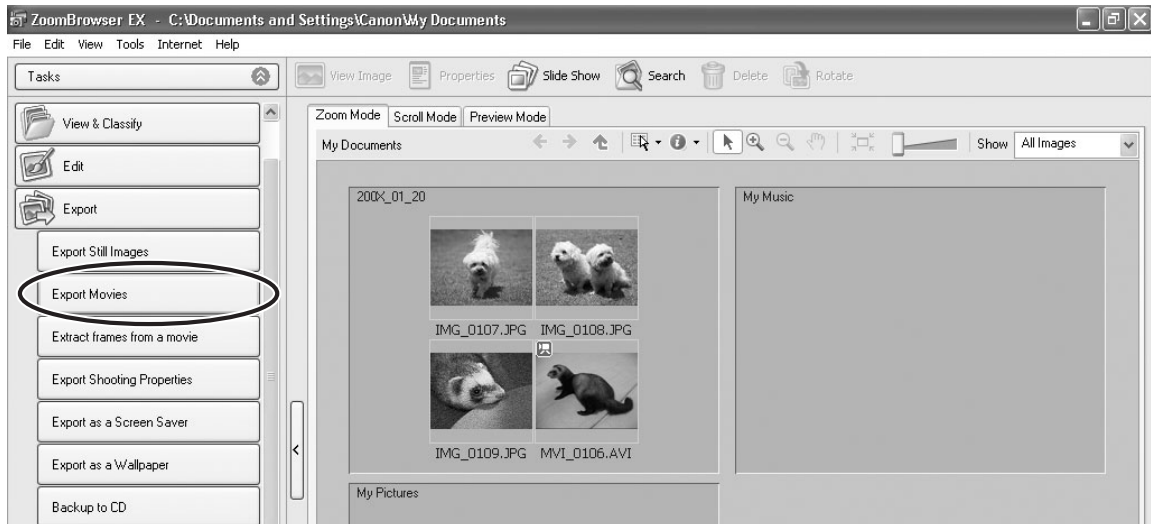 ZoomBrowser EX - C:\Documents and Settings\Canon\My Documents
File Edit View Tools Internet Help
Tasks
View Image Properties Slide Show Search Delete Rotate
View & Classify
Edit
Export
Export Still Images
Export Movies
Extract frames from a movie
Export Shooting Properties
Export as a Screen Saver
Export as a Wallpaper
Backup to CD
Zoom Mode Scroll Mode Preview Mode
My Documents
Show All Images
200X_01_20
IMG_0107.JPG IMG_0108.JPG
IMG_0109.JPG MVI_0106.AVI
My Music
My Pictures